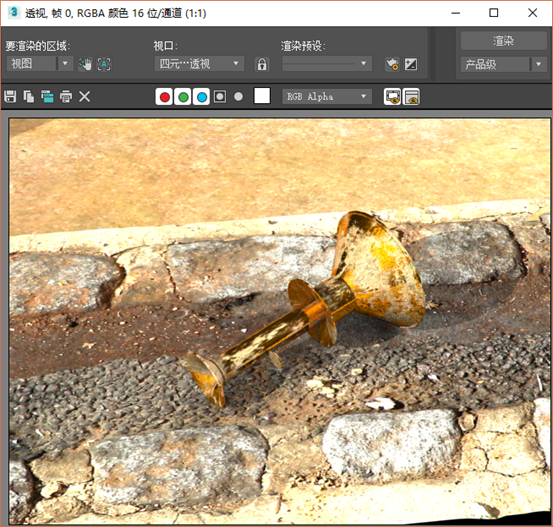 透视, 帧 0, RGBA 颜色 16 位/通道 (1:1)
要渲染的区域:
视口:
渲染预设:
渲染
视图
四元…透视
产品级
RGB Alpha